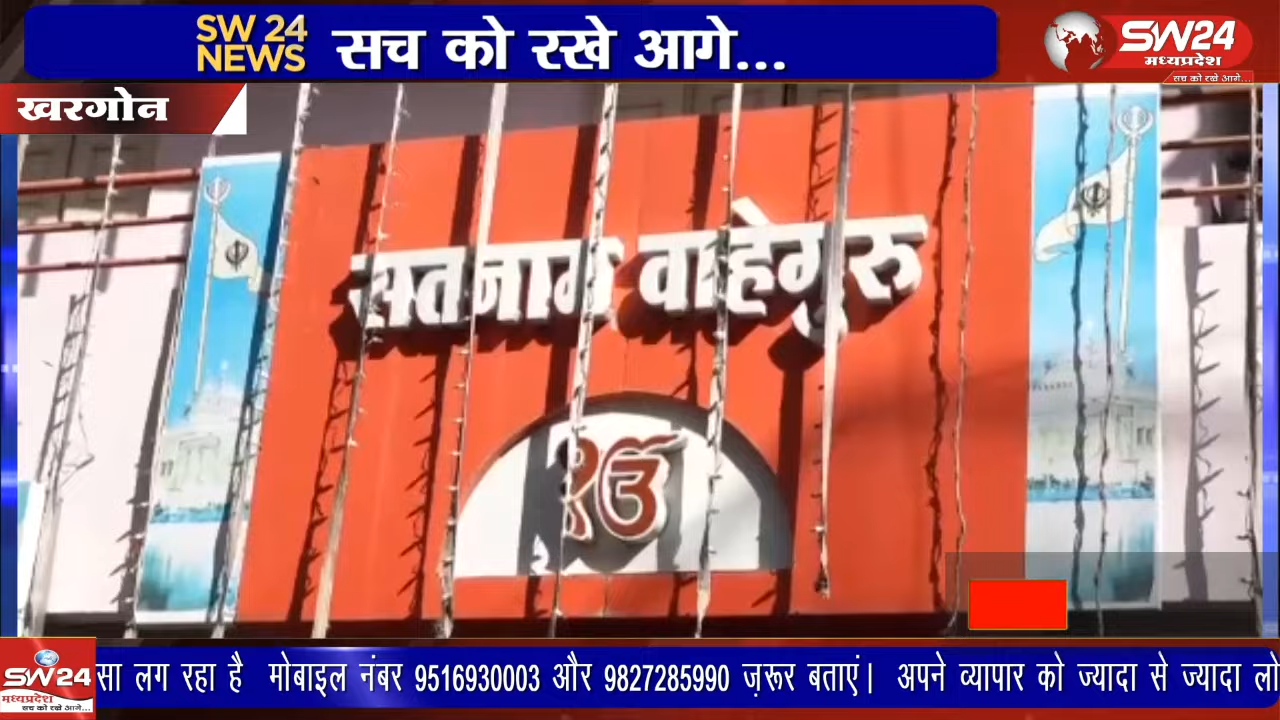 SW 24
NEWS
सच को रखे आगे...
SW24
मध्यप्रदेश
सच को रखे आगे...
खरगोन
सतनाम वाहेगुरु
ੴ
SW24
मध्यप्रदेश
सच को रखे आगे...
सा लग रहा है मोबाइल नंबर 9516930003 और 9827285990 ज़रूर बताएं| अपने व्यापार को ज्यादा से ज्यादा लो